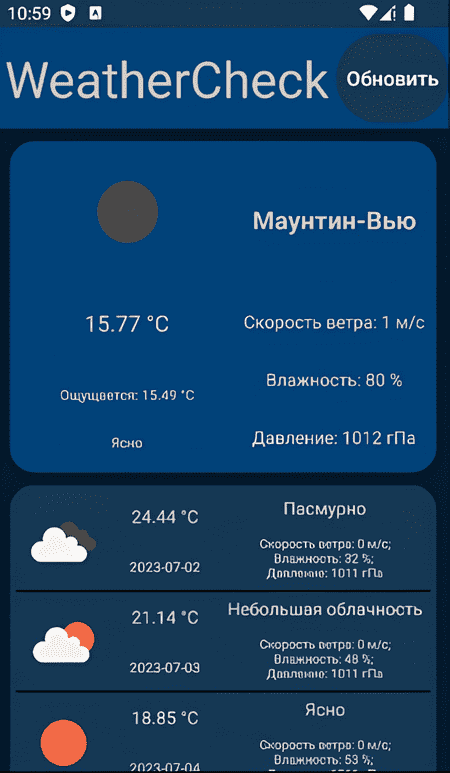 10:59
WeatherCheck
Обновить
Маунтин-Вью
15.77 °C
Скорость ветра: 1 м/с
Ощущается: 15.49 °C
Влажность: 80 %
Ясно
Давление: 1012 гПа
24.44 °C
2023-07-02
Пасмурно
Скорость ветра: 0 м/с;
Влажность: 32 %;
Давление: 1011 гПа
21.14 °C
2023-07-03
Небольшая облачность
Скорость ветра: 0 м/с;
Влажность: 48 %;
Давление: 1011 гПа
18.85 °C
2023-07-04
Ясно
Скорость ветра: 0 м/с;
Влажность: 53 %;